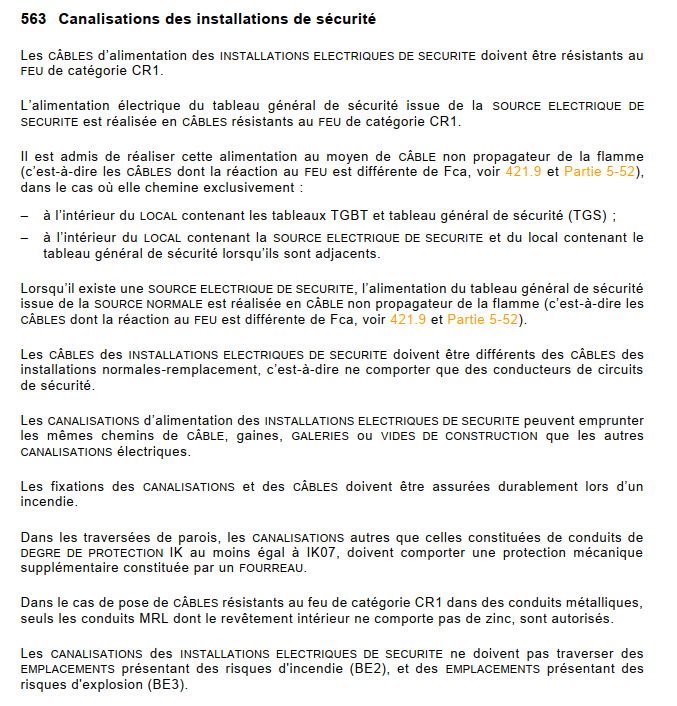 563 Canalisations des installations de sécurité
Les CÂBLES d'alimentation des INSTALLATIONS ELECTRIQUES DE SECURITE doivent être résistants au
FEU de catégorie CR1.
L'alimentation électrique du tableau général de sécurité issue de la SOURCE ELECTRIQUE DE
SECURITE est réalisée en CÂBLES résistants au FEU de catégorie CR1.
Il est admis de réaliser cette alimentation au moyen de CÂBLE non propagateur de la flamme
(c'est-à-dire les CÂBLES dont la réaction au FEU est différente de Fca, voir 421.9 et Partie 5-52),
dans le cas où elle chemine exclusivement :
– à l'intérieur du LOCAL contenant les tableaux TGBT et tableau général de sécurité (TGS) ;
– à l'intérieur du LOCAL contenant la SOURCE ELECTRIQUE DE SECURITE et du local contenant le
tableau général de sécurité lorsqu'ils sont adjacents.
Lorsqu'il existe une SOURCE ELECTRIQUE DE SECURITE, l'alimentation du tableau général de sécurité
issue de la SOURCE NORMALE est réalisée en CÂBLE non propagateur de la flamme (c'est-à-dire les
CÂBLES dont la réaction au FEU est différente de Fca, voir 421.9 et Partie 5-52).
Les CÂBLES des INSTALLATIONS ELECTRIQUES DE SECURITE doivent être différents des CÂBLES des
installations normales-remplacement, c'est-à-dire ne comporter que des conducteurs de circuits
de sécurité.
Les CANALISATIONS d'alimentation des INSTALLATIONS ELECTRIQUES DE SECURITE peuvent emprunter
les mêmes chemins de CÂBLE, gaines, GALERIES ou VIDES DE CONSTRUCTION que les autres
CANALISATIONS électriques.
Les fixations des CANALISATIONS et des CÂBLES doivent être assurées durablement lors d'un
incendie.
Dans les traversées de parois, les CANALISATIONS autres que celles constituées de conduits de
DEGRE DE PROTECTION IK au moins égal à IK07, doivent comporter une protection mécanique
supplémentaire constituée par un FOURREAU.
Dans le cas de pose de CÂBLES résistants au feu de catégorie CR1 dans des conduits métalliques,
seuls les conduits MRL dont le revêtement intérieur ne comporte pas de zinc, sont autorisés.
Les CANALISATIONS des INSTALLATIONS ELECTRIQUES DE SECURITE ne doivent pas traverser des
EMPLACEMENTS présentant des risques d'incendie (BE2), et des EMPLACEMENTS présentant des
risques d'explosion (BE3).